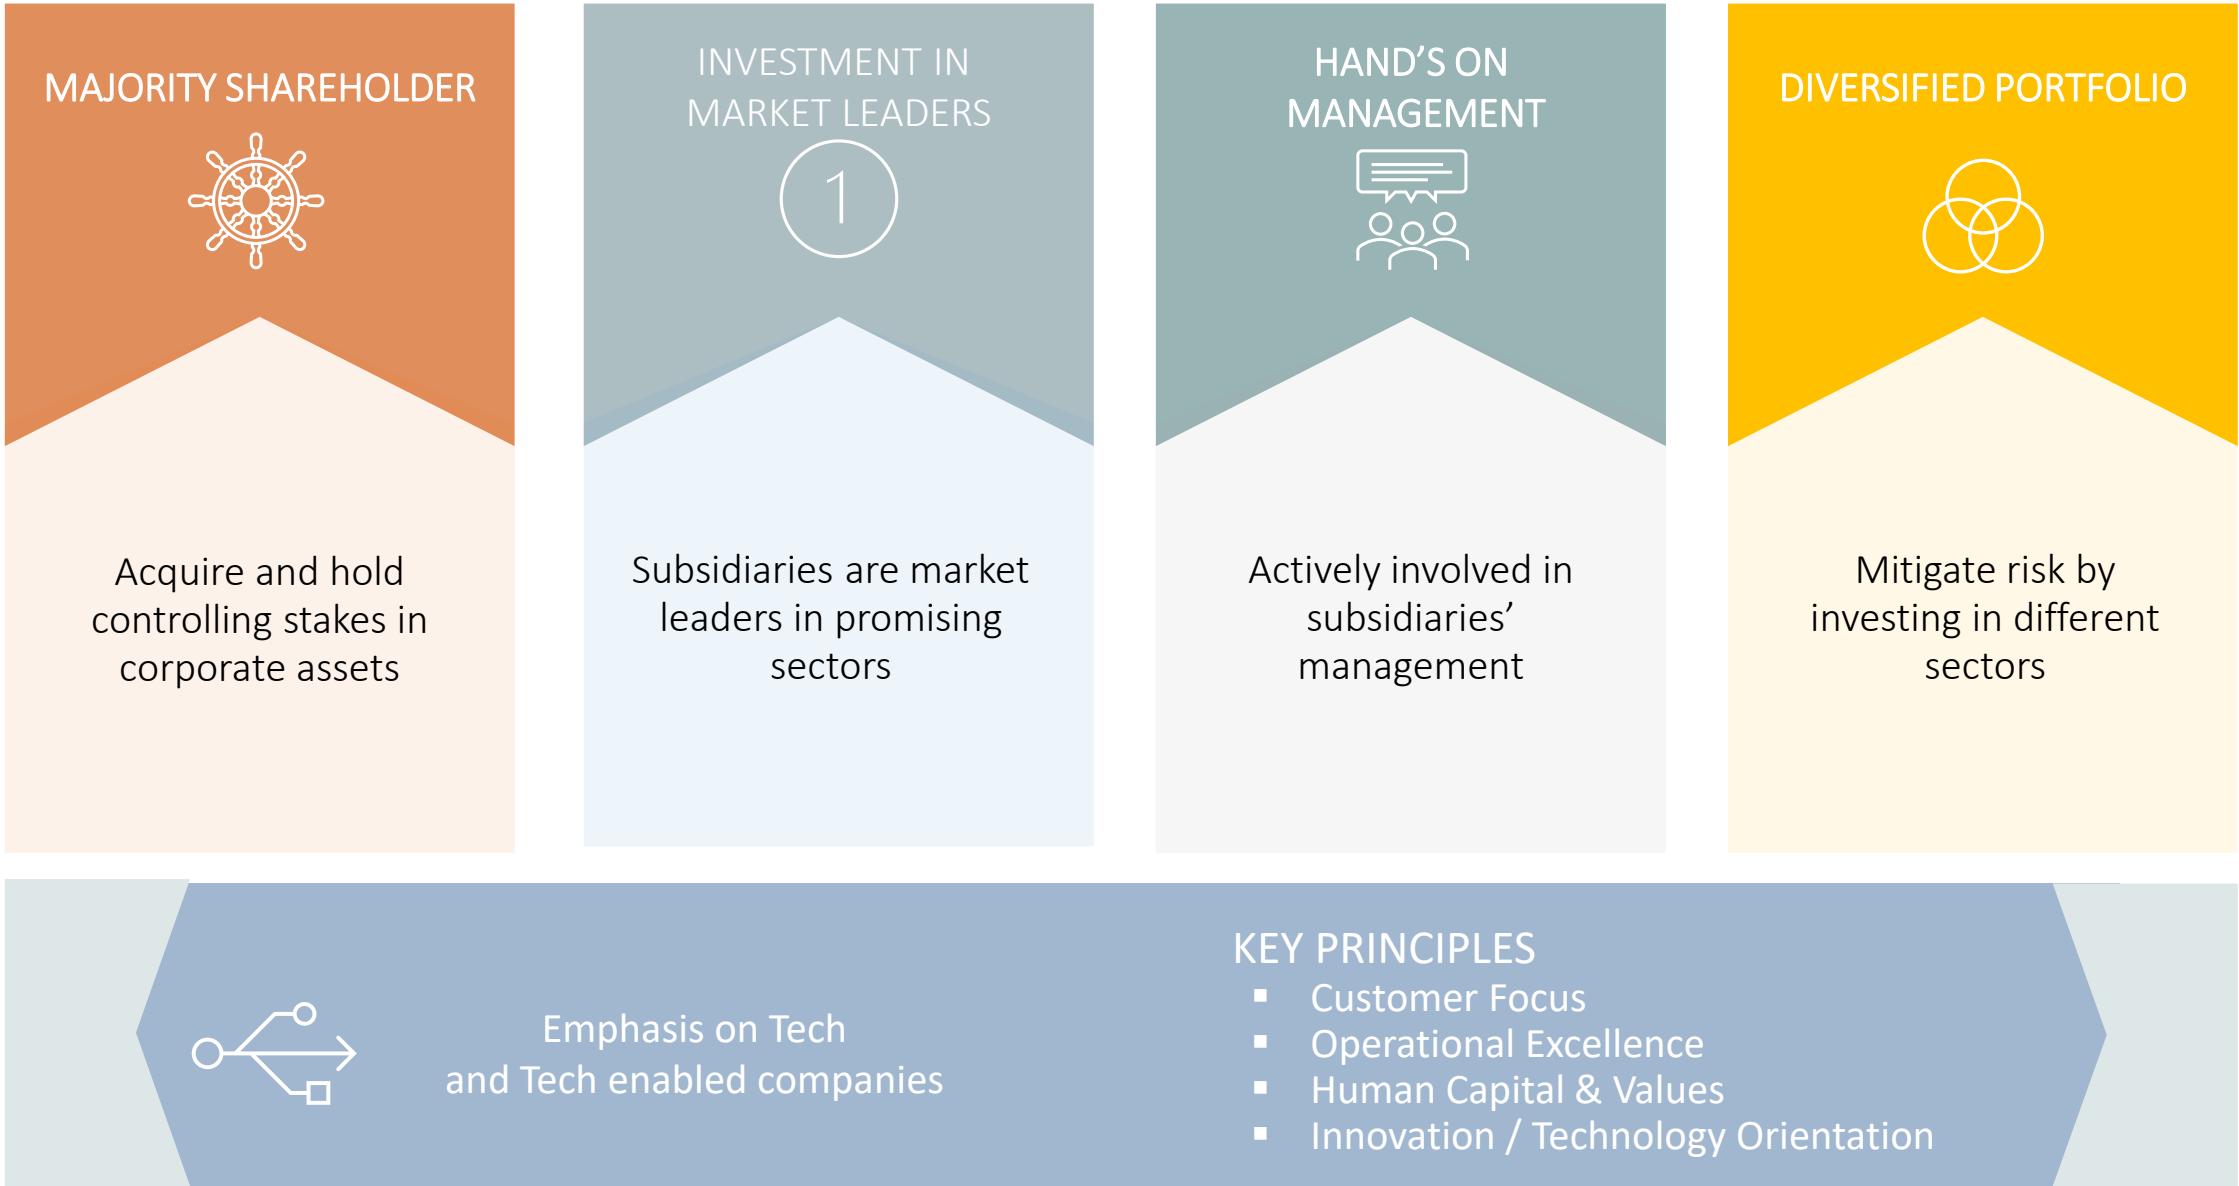 MAJORITY SHAREHOLDER
Acquire and hold
controlling stakes in
corporate assets
INVESTMENT IN
MARKET LEADERS
1
Subsidiaries are market
leaders in promising
sectors
HAND’S ON
MANAGEMENT
Actively involved in
subsidiaries’
management
DIVERSIFIED PORTFOLIO
Mitigate risk by
investing in different
sectors
Emphasis on Tech
and Tech enabled companies
KEY PRINCIPLES
▪ Customer Focus
▪ Operational Excellence
▪ Human Capital & Values
▪ Innovation / Technology Orientation